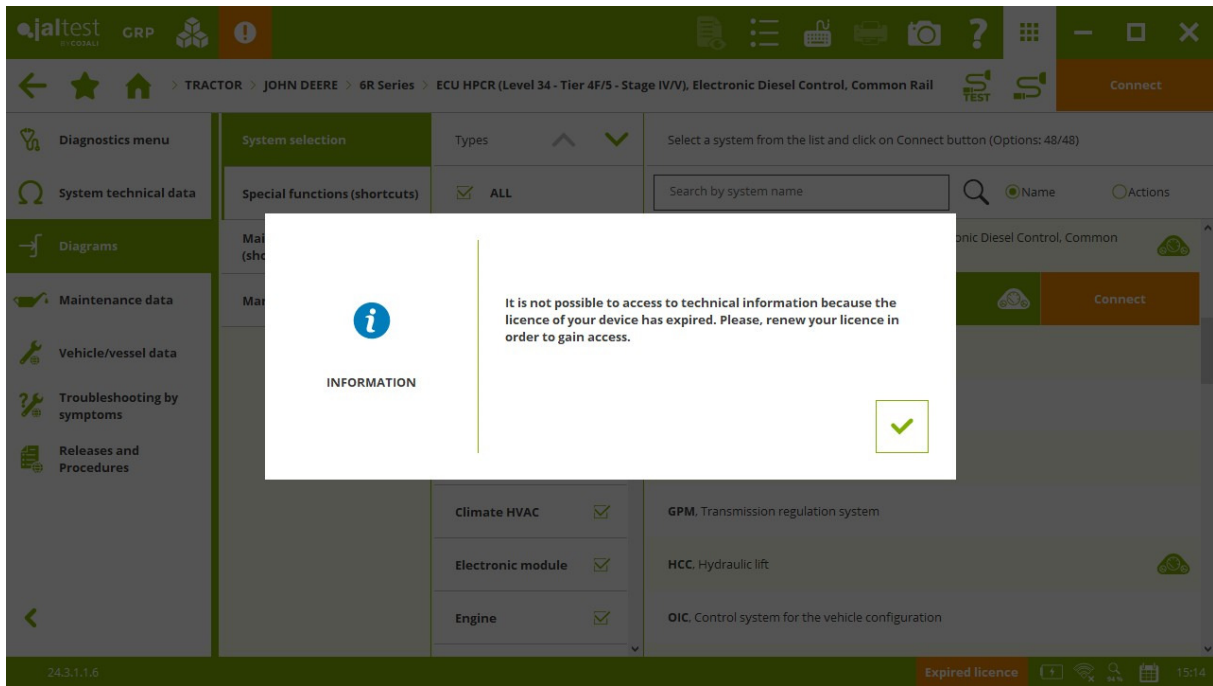 jaltest GRP
BY COJALI
> TRACTOR > JOHN DEERE > 6R Series > ECU HPCR (Level 34 - Tier 4F/5 - Stage IV/V), Electronic Diesel Control, Common Rail
TEST
Connect
Diagnostics menu
System technical data
Diagrams
Maintenance data
Vehicle/vessel data
Troubleshooting by
symptoms
Releases and
Procedures
System selection
Special functions (shortcuts)
Mai
(sho
Mar
Types
ALL
Climate HVAC
Electronic module
Engine
Select a system from the list and click on Connect button (Options: 48/48)
Search by system name
Name
Actions
onic Diesel Control, Common
Connect
INFORMATION
It is not possible to access to technical information because the
licence of your device has expired. Please, renew your licence in
order to gain access.
GPM, Transmission regulation system
HCC, Hydraulic lift
OIC, Control system for the vehicle configuration
24.3.1.1.6
Expired licence
15:14